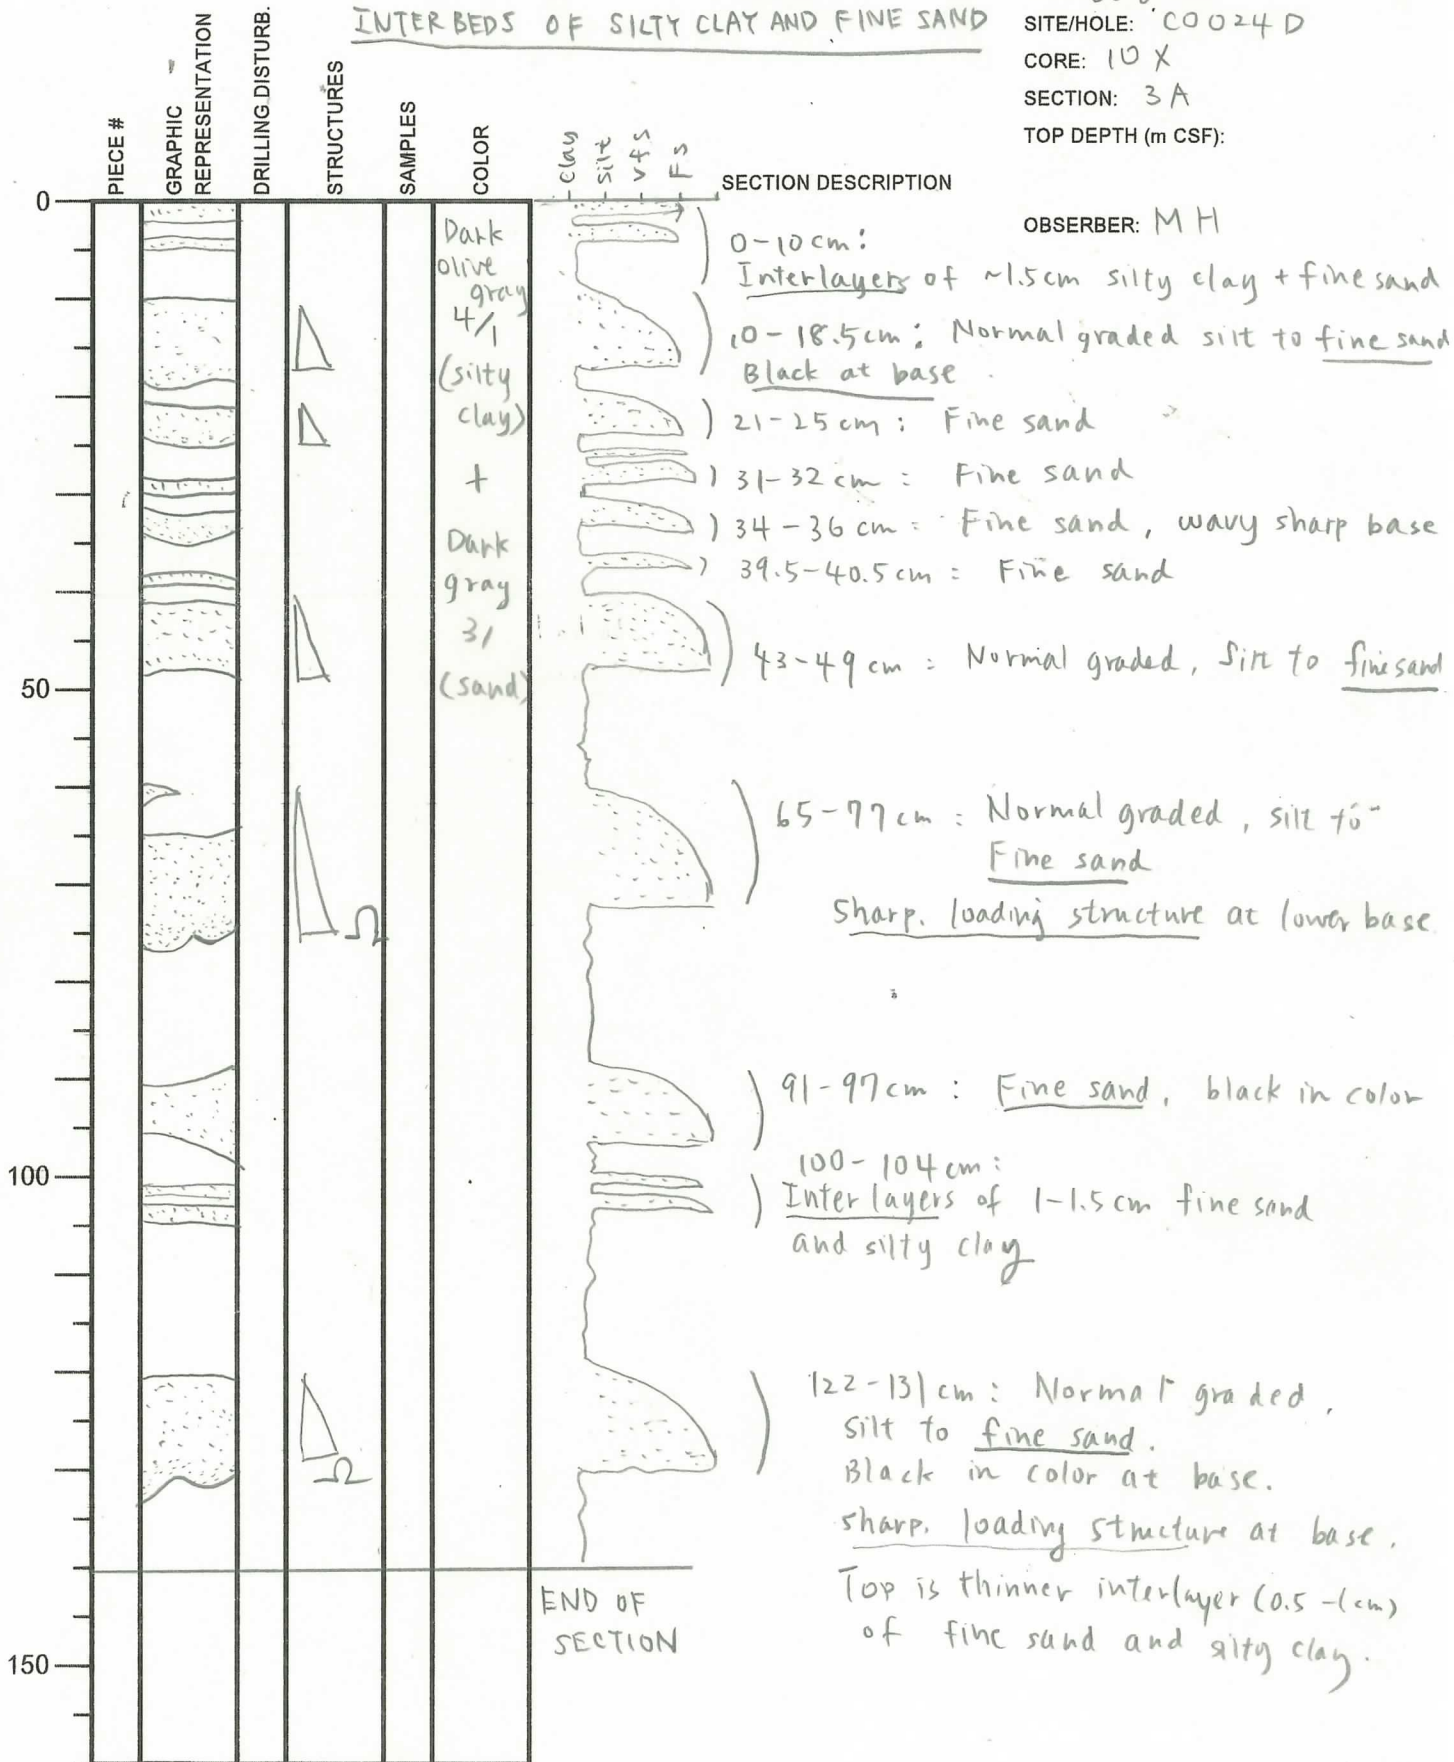 INTERBEDS OF SILTY CLAY AND FINE SAND
SITE/HOLE: C0024D
CORE: 10X
SECTION: 3A
TOP DEPTH (m CSF):
OBSERBER: MH
PIECE #
GRAPHIC REPRESENTATION
DRILLING DISTURB.
STRUCTURES
SAMPLES
COLOR
Clay
silt
vfs
Fs
SECTION DESCRIPTION
0
50
100
150
Dark
olive
gray
4/1
(silty
clay)
+
Dark
gray
3/
(sand)
Ω
Ω
0-10cm:
Interlayers of ~1.5cm silty clay + fine sand
10-18.5cm: Normal graded silt to fine sand
Black at base.
21-25cm: Fine sand
31-32cm: Fine sand
34-36cm: Fine sand, wavy sharp base
39.5-40.5cm: Fine sand
43-49cm: Normal graded, silt to fine sand
65-77cm: Normal graded, silt to
Fine sand
Sharp. loading structure at lower base
91-97cm: Fine sand, black in color
100-104cm:
Interlayers of 1-1.5cm fine sand
and silty clay
122-131cm: Normal graded,
silt to fine sand.
Black in color at base.
sharp. loading structure at base.
Top is thinner interlayer (0.5-1cm)
of fine sand and silty clay.
END OF
SECTION